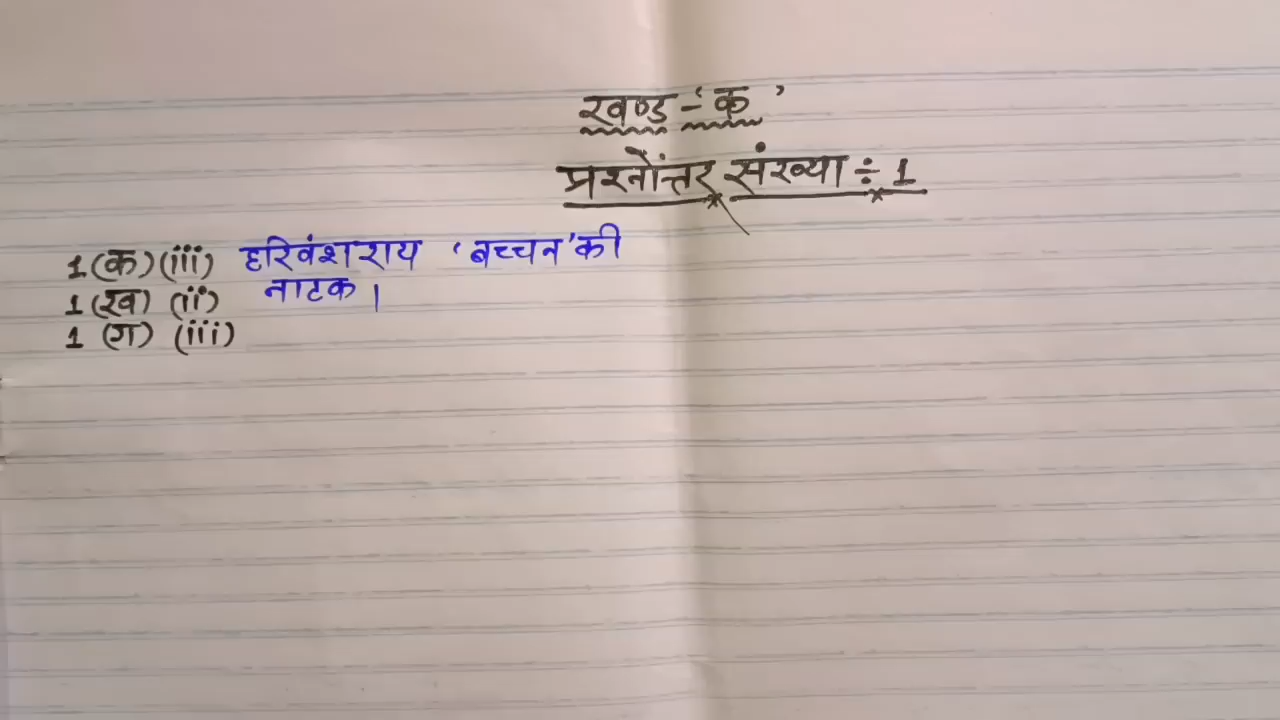 खण्ड - 'क'
प्रश्नोंत्तर संख्या ÷ 1
1 (क) (iii) हरिवंशराय 'बच्चन' की
1 (ख) (ii) नाटक।
1 (ग) (iii)